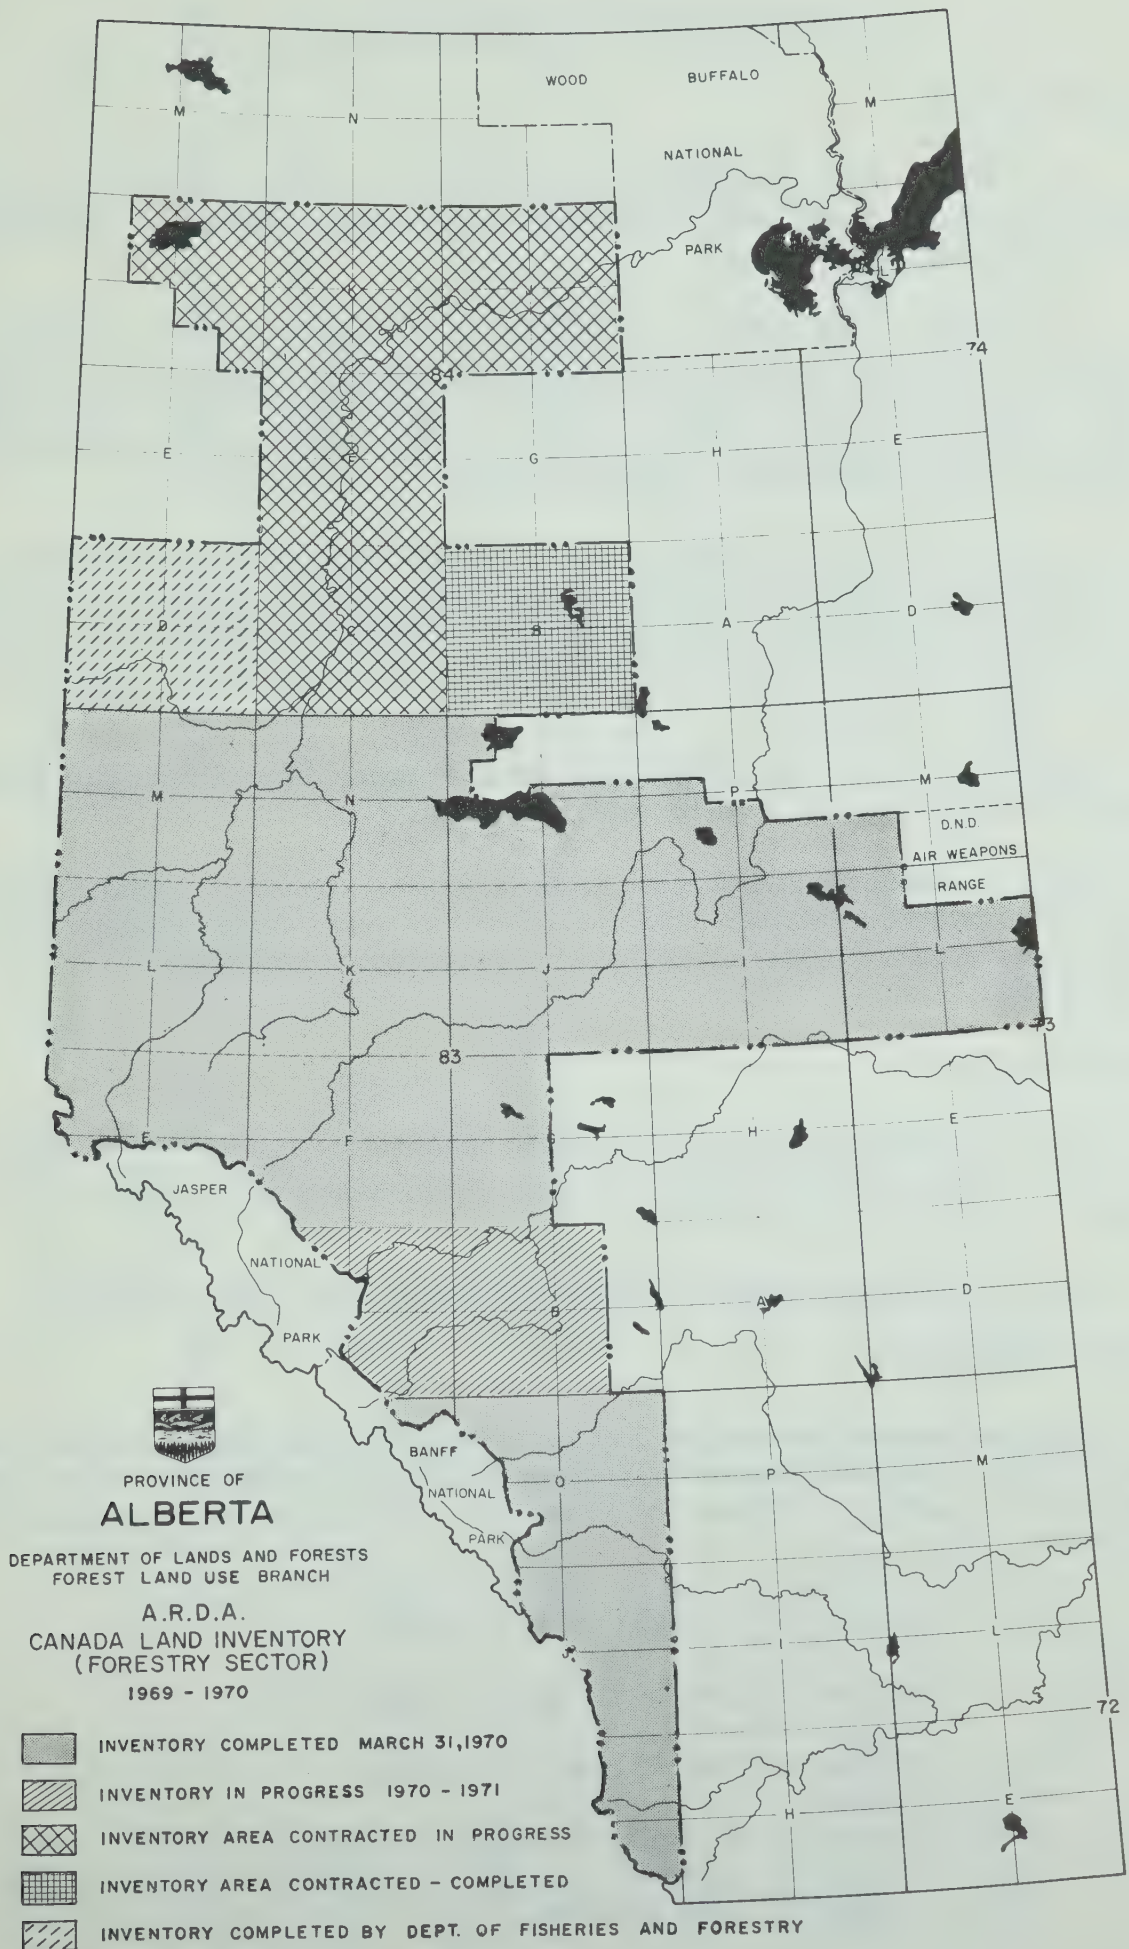 WOOD BUFFALO
M
M
N
NATIONAL
PARK
L
J
74
84
E
F
G
H
E
D
C
B
A
D
M
N
P
M
D.N.D.
AIR WEAPONS
RANGE
L
K
J
I
L
73
83
E
F
G
H
E
JASPER
NATIONAL
PARK
B
A
D
BANFF
NATIONAL
PARK
O
P
M
J
I
L
72
H
E
PROVINCE OF
ALBERTA
DEPARTMENT OF LANDS AND FORESTS
FOREST LAND USE BRANCH
A.R.D.A.
CANADA LAND INVENTORY
(FORESTRY SECTOR)
1969 - 1970
INVENTORY COMPLETED MARCH 31, 1970
INVENTORY IN PROGRESS 1970 - 1971
INVENTORY AREA CONTRACTED IN PROGRESS
INVENTORY AREA CONTRACTED - COMPLETED
INVENTORY COMPLETED BY DEPT. OF FISHERIES AND FORESTRY